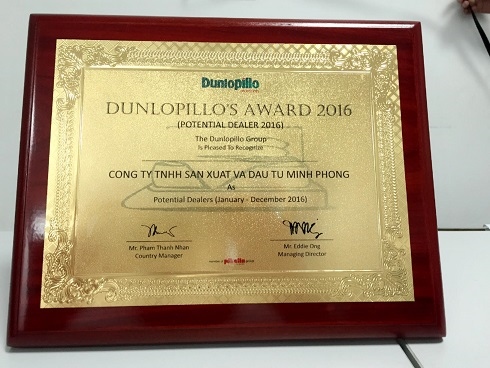 Dunlopillo
DUNLOPILLO'S AWARD 2016
(POTENTIAL DEALER 2016)
The Dunlopillo Group
Is Pleased To Recognize
CONG TY TNHH SAN XUAT VA DAU TU MINH PHONG
As
Potential Dealers (January - December 2016)
Mr. Pham Thanh Nhan
Country Manager
Mr. Eddie Ong
Managing Director